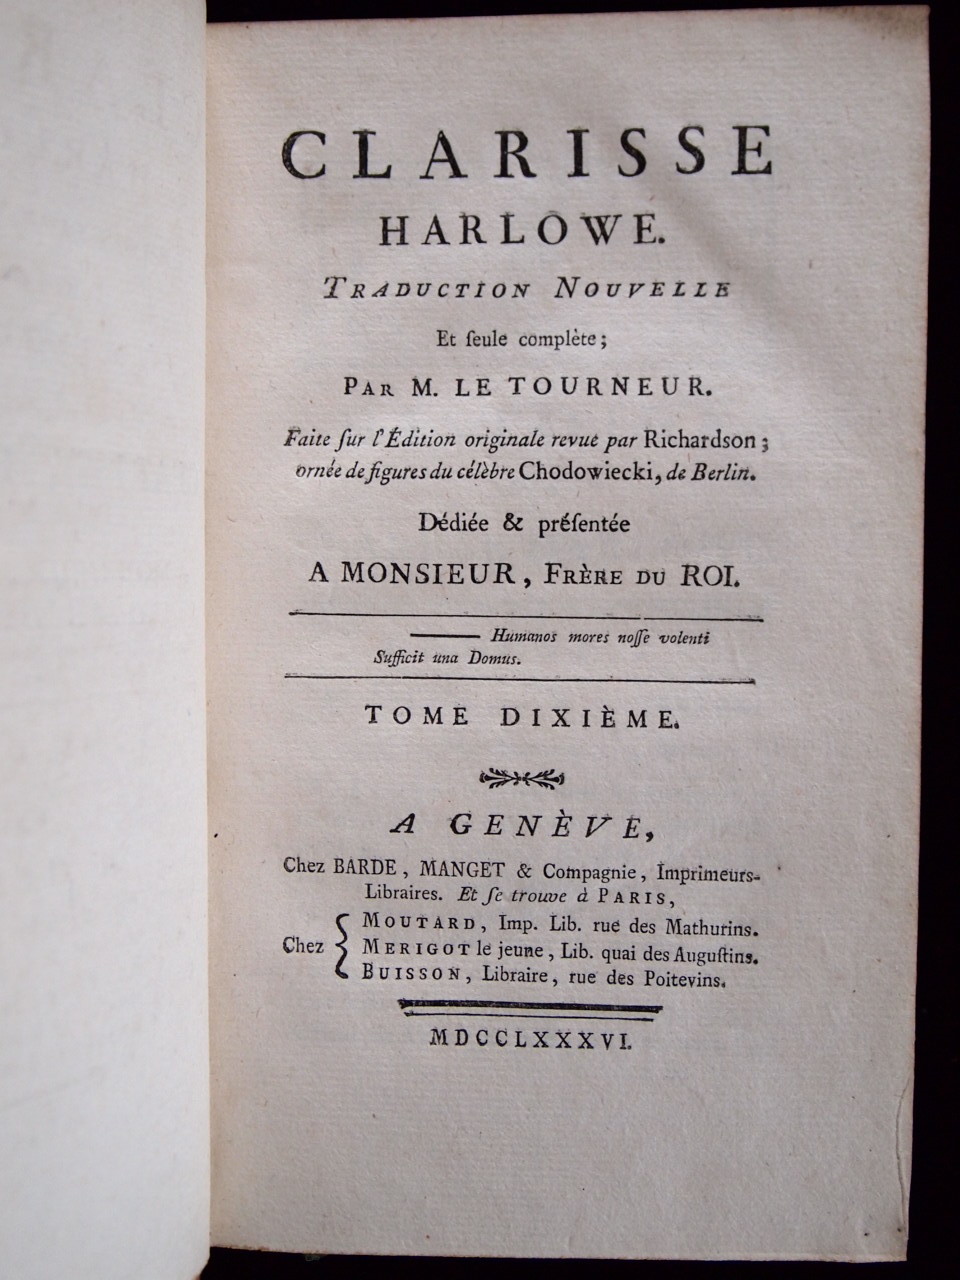 CLARISSE
HARLOWE.
TRADUCTION NOUVELLE
Et ſeule complète;
PAR M. LE TOURNEUR.
Faite ſur l'Édition originale revue par Richardson;
ornée de figures du célèbre Chodowiecki, de Berlin.
Dédiée & préſentée
A MONSIEUR, FRÈRE DU ROI.
Humanos mores noſſe volenti
Sufficit una Domus.
TOME DIXIÈME.
A GENÈVE,
Chez BARDE, MANGET & Compagnie, Imprimeurs-
Libraires. Et ſe trouve à PARIS,
Chez
MOUTARD, Imp. Lib. rue des Mathurins.
MERIGOT le jeune, Lib. quai des Auguſtins.
BUISSON, Libraire, rue des Poitevins.
MDCCLXXXVI.